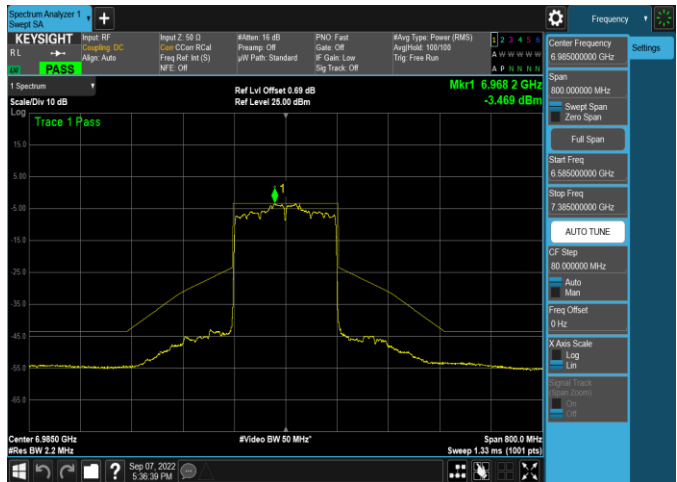 Spectrum Analyzer 1
Swept SA
Frequency
KEYSIGHT
Input: RF
Coupling: DC
Align: Auto
Input Z: 50 Ω
Corr CCorr RCal
Freq Ref: Int (S)
NFE: Off
#Atten: 16 dB
Preamp: Off
µW Path: Standard
PNO: Fast
Gate: Off
IF Gain: Low
Sig Track: Off
#Avg Type: Power (RMS)
Avg|Hold: 100/100
Trig: Free Run
1 2 3 4 5 6
A W W W W W
A P N N N N
R L
PASS
1 Spectrum
Scale/Div 10 dB
Log
Ref Lvl Offset 0.69 dB
Ref Level 25.00 dBm
Mkr1 6.968 2 GHz
-3.469 dBm
Trace 1 Pass
15.0
5.00
1
-5.00
-15.0
-25.0
-35.0
-45.0
-55.0
-65.0
Center 6.9850 GHz
#Res BW 2.2 MHz
#Video BW 50 MHz*
Span 800.0 MHz
Sweep 1.33 ms (1001 pts)
Sep 07, 2022
5:36:39 PM
Center Frequency
6.985000000 GHz
Settings
Span
800.000000 MHz
Swept Span
Zero Span
Full Span
Start Freq
6.585000000 GHz
Stop Freq
7.385000000 GHz
AUTO TUNE
CF Step
80.000000 MHz
Auto
Man
Freq Offset
0 Hz
X Axis Scale
Log
Lin
Signal Track
(Span Zoom)
On
Off